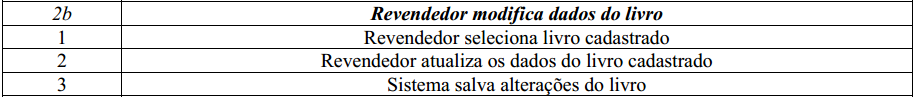 2b Revendedor modifica dados do livro
1 Revendedor seleciona livro cadastrado
2 Revendedor atualiza os dados do livro cadastrado
3 Sistema salva alterações do livro